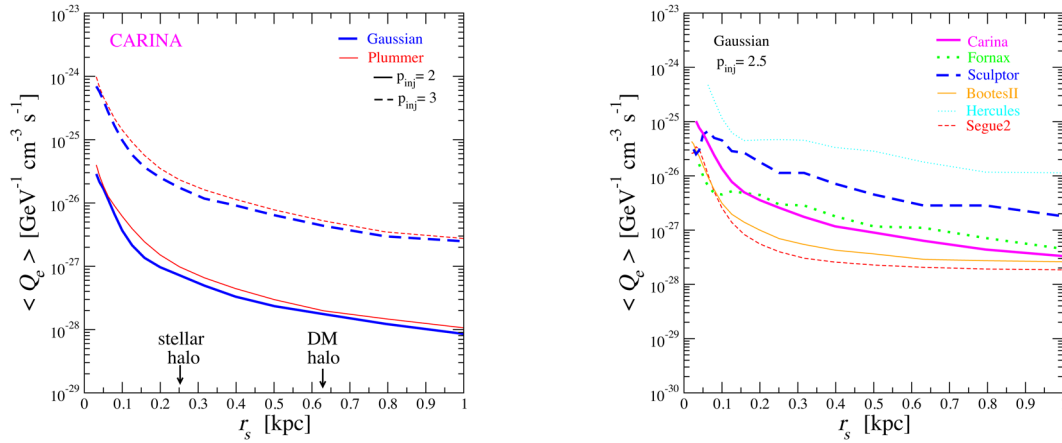 10^-23
10^-24
10^-25
10^-26
10^-27
10^-28
10^-29
< Q_e > [GeV^-1 cm^-3 s^-1]
CARINA
Gaussian
Plummer
p_inj = 2
p_inj = 3
stellar
halo
DM
halo
0 0.1 0.2 0.3 0.4 0.5 0.6 0.7 0.8 0.9 1
r_s [kpc]
10^-23
10^-24
10^-25
10^-26
10^-27
10^-28
10^-29
10^-30
< Q_e > [GeV^-1 cm^-3 s^-1]
Gaussian
p_inj = 2.5
Carina
Fornax
Sculptor
BootesII
Hercules
Segue2
0 0.1 0.2 0.3 0.4 0.5 0.6 0.7 0.8 0.9
r_s [kpc]